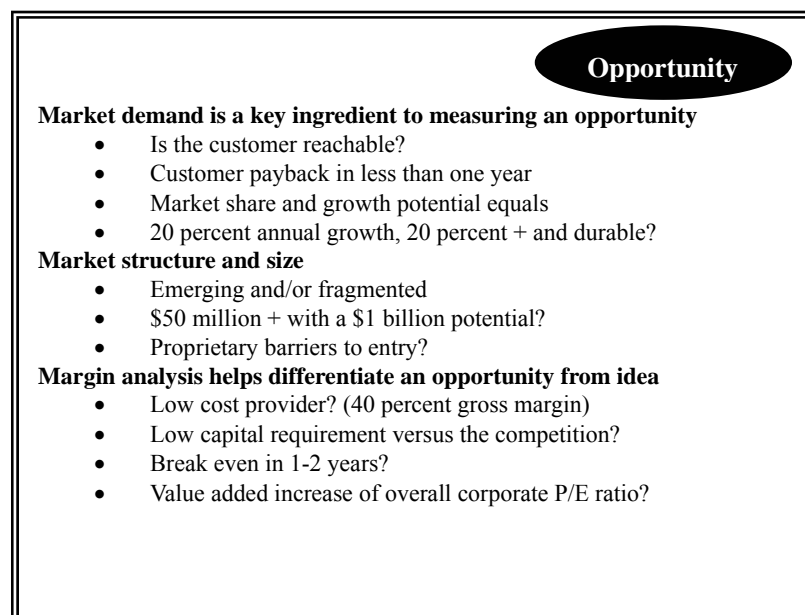 Opportunity
Market demand is a key ingredient to measuring an opportunity
• Is the customer reachable?
• Customer payback in less than one year
• Market share and growth potential equals
• 20 percent annual growth, 20 percent + and durable?
Market structure and size
• Emerging and/or fragmented
• $50 million + with a $1 billion potential?
• Proprietary barriers to entry?
Margin analysis helps differentiate an opportunity from idea
• Low cost provider? (40 percent gross margin)
• Low capital requirement versus the competition?
• Break even in 1-2 years?
• Value added increase of overall corporate P/E ratio?